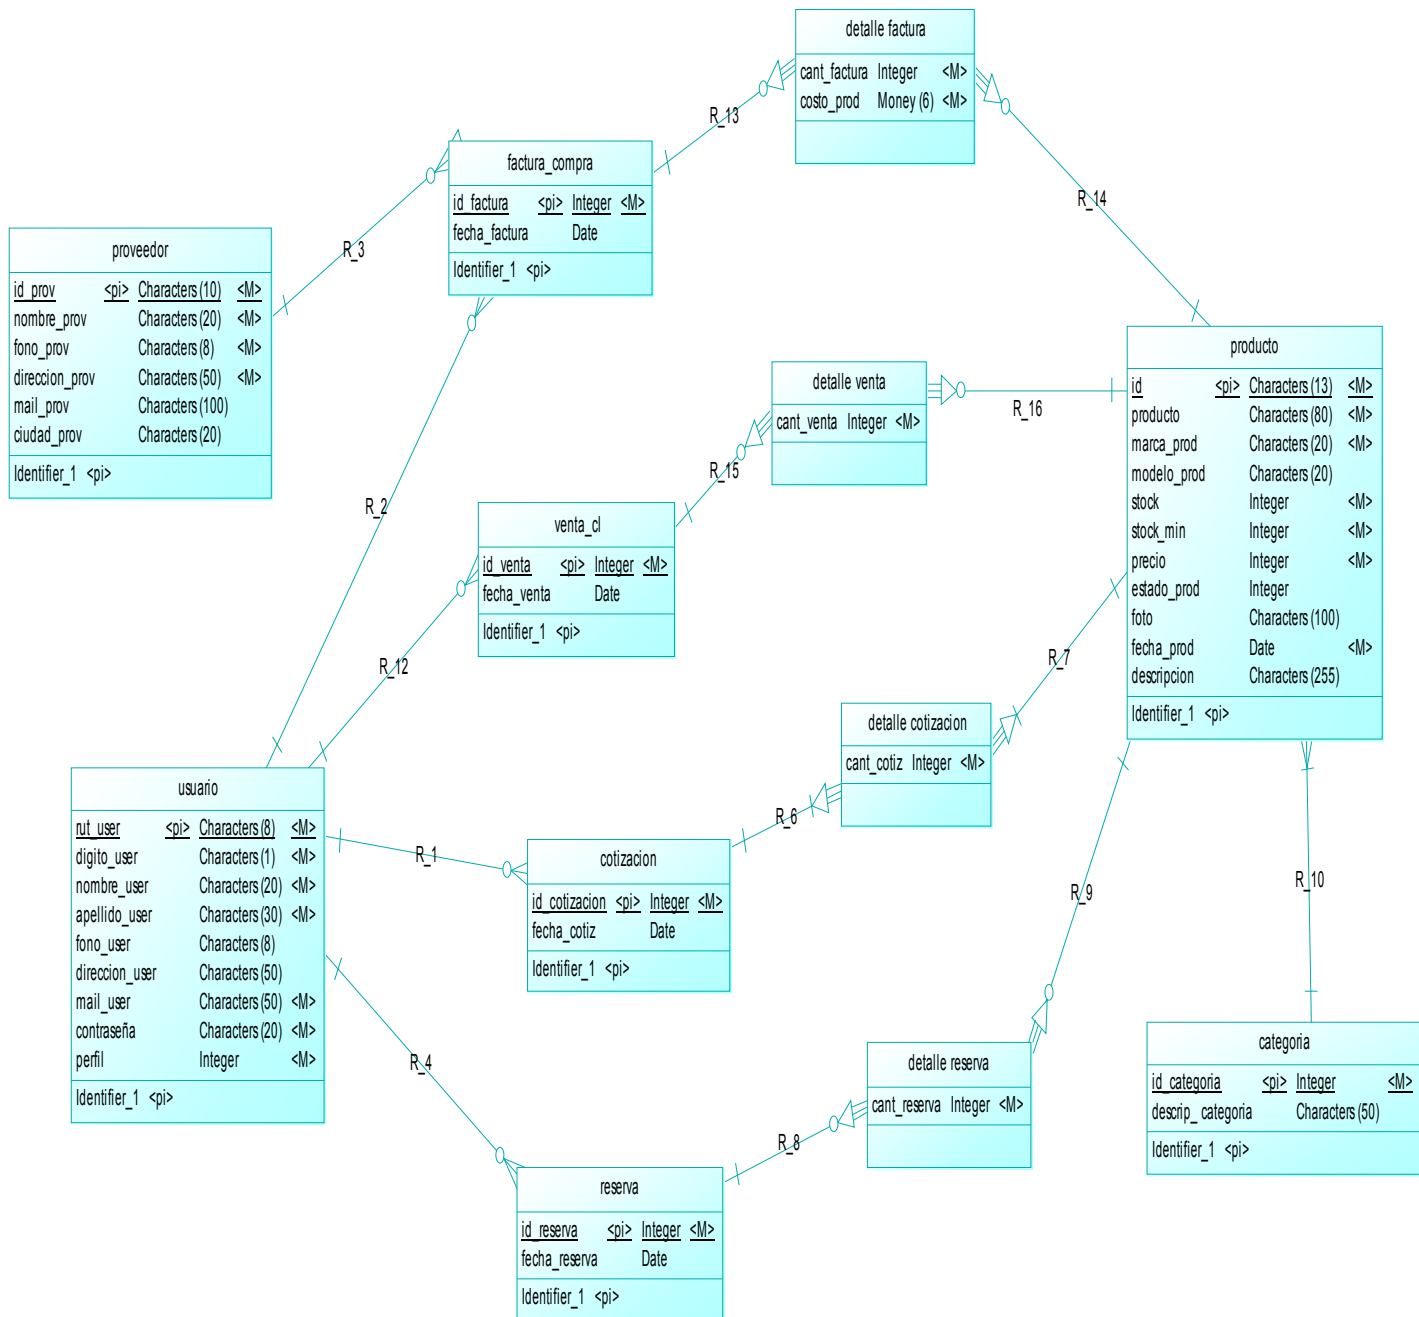 detalle factura
cant_factura Integer <M>
costo_prod Money (6) <M>
R_13
R_14
factura_compra
id_factura <pi> Integer <M>
fecha_factura Date
Identifier_1 <pi>
R_3
proveedor
id_prov <pi> Characters (10) <M>
nombre_prov Characters (20) <M>
fono_prov Characters (8) <M>
direccion_prov Characters (50) <M>
mail_prov Characters (100)
ciudad_prov Characters (20)
Identifier_1 <pi>
R_2
detalle venta
cant_venta Integer <M>
R_16
R_15
producto
id <pi> Characters (13) <M>
producto Characters (80) <M>
marca_prod Characters (20) <M>
modelo_prod Characters (20)
stock Integer <M>
stock_min Integer <M>
precio Integer <M>
estado_prod Integer
foto Characters (100)
fecha_prod Date <M>
descripcion Characters (255)
Identifier_1 <pi>
venta_cl
id_venta <pi> Integer <M>
fecha_venta Date
Identifier_1 <pi>
R_12
R_7
detalle cotizacion
cant_cotiz Integer <M>
R_6
usuario
rut_user <pi> Characters (8) <M>
digito_user Characters (1) <M>
nombre_user Characters (20) <M>
apellido_user Characters (30) <M>
fono_user Characters (8)
direccion_user Characters (50)
mail_user Characters (50) <M>
contraseña Characters (20) <M>
perfil Integer <M>
Identifier_1 <pi>
R_1
cotizacion
id_cotizacion <pi> Integer <M>
fecha_cotiz Date
Identifier_1 <pi>
R_9
R_10
R_4
detalle reserva
cant_reserva Integer <M>
R_8
categoria
id_categoria <pi> Integer <M>
descrip_ categoria Characters (50)
Identifier_1 <pi>
reserva
id_reserva <pi> Integer <M>
fecha_reserva Date
Identifier_1 <pi>